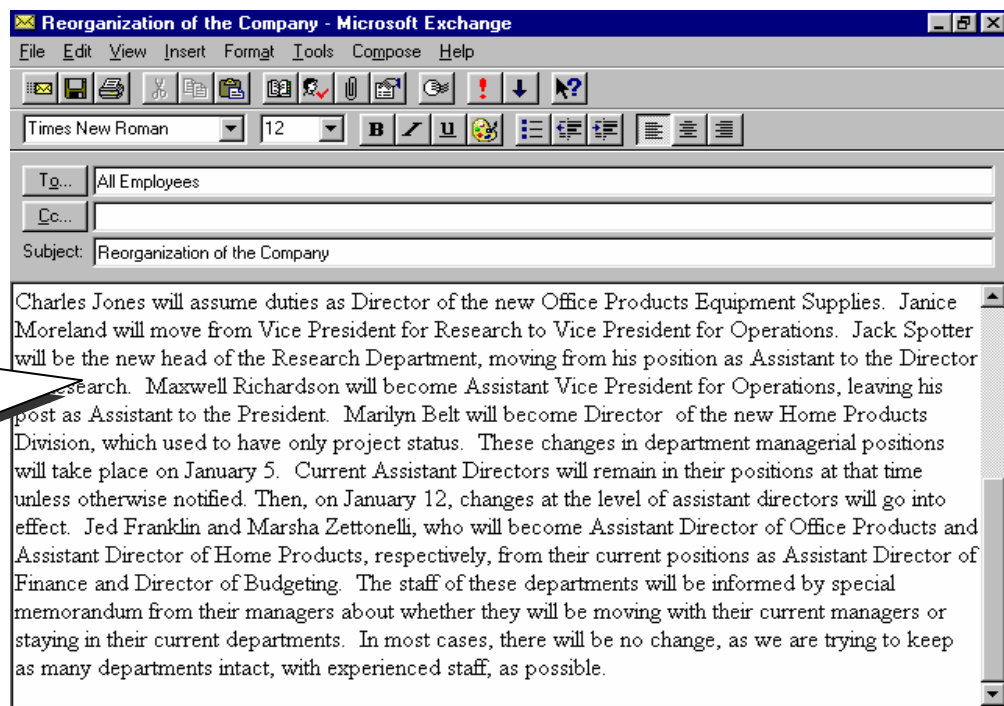 Reorganization of the Company - Microsoft Exchange
File Edit View Insert Format Tools Compose Help
Times New Roman 12 B I U
To... All Employees
Cc...
Subject: Reorganization of the Company
Charles Jones will assume duties as Director of the new Office Products Equipment Supplies. Janice
Moreland will move from Vice President for Research to Vice President for Operations. Jack Spotter
will be the new head of the Research Department, moving from his position as Assistant to the Director
search. Maxwell Richardson will become Assistant Vice President for Operations, leaving his
post as Assistant to the President. Marilyn Belt will become Director of the new Home Products
Division, which used to have only project status. These changes in department managerial positions
will take place on January 5. Current Assistant Directors will remain in their positions at that time
unless otherwise notified. Then, on January 12, changes at the level of assistant directors will go into
effect. Jed Franklin and Marsha Zettonelli, who will become Assistant Director of Office Products and
Assistant Director of Home Products, respectively, from their current positions as Assistant Director of
Finance and Director of Budgeting. The staff of these departments will be informed by special
memorandum from their managers about whether they will be moving with their current managers or
staying in their current departments. In most cases, there will be no change, as we are trying to keep
as many departments intact, with experienced staff, as possible.